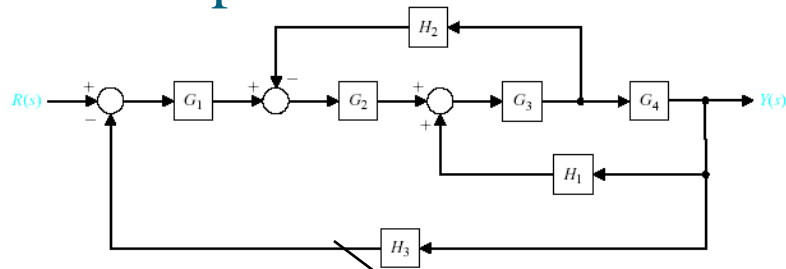 H2
R(s) + − G1 + − G2 + + G3 G4 Y(s)
H1
H3